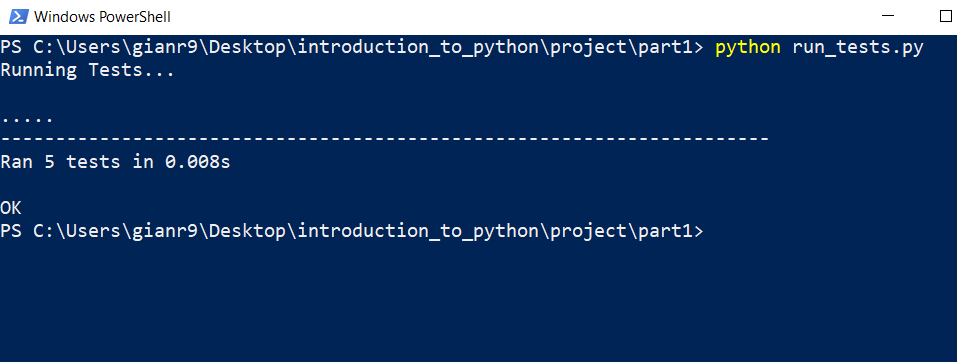 Windows PowerShell
PS C:\Users\gianr9\Desktop\introduction_to_python\project\part1> python run_tests.py
Running Tests...
.....
----------------------------------------------------------------------
Ran 5 tests in 0.008s
OK
PS C:\Users\gianr9\Desktop\introduction_to_python\project\part1>